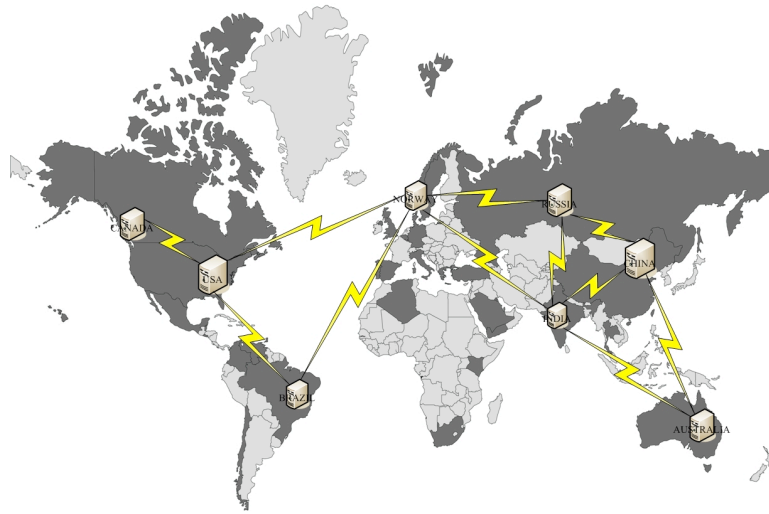 NORWAY
RUSSIA
CANADA
CHINA
USA
INDIA
BRAZIL
AUSTRALIA